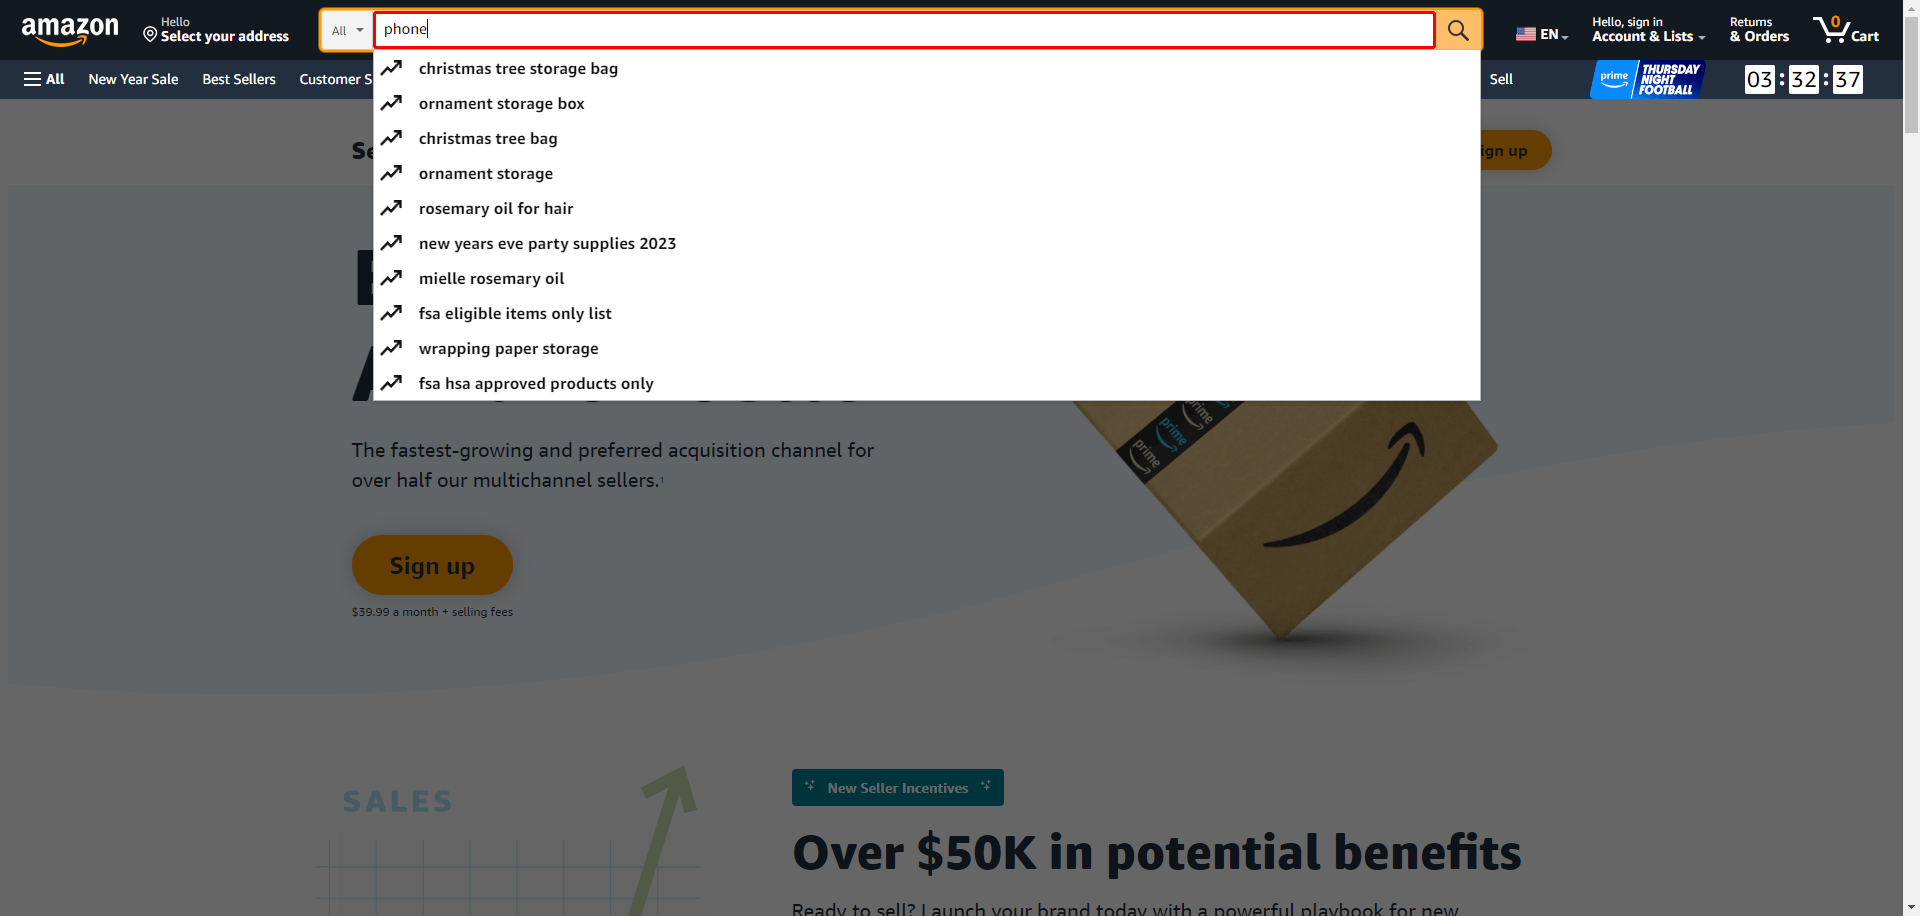 amazon
Hello
Select your address
All
phone
EN
Hello, sign in
Account & Lists
Returns
& Orders
0
Cart
All
New Year Sale
Best Sellers
Customer S
Sell
prime
THURSDAY
NIGHT
FOOTBALL
03 : 32 : 37
christmas tree storage bag
ornament storage box
christmas tree bag
ornament storage
rosemary oil for hair
new years eve party supplies 2023
mielle rosemary oil
fsa eligible items only list
wrapping paper storage
fsa hsa approved products only
Se
ign up
The fastest-growing and preferred acquisition channel for
over half our multichannel sellers.¹
Sign up
$39.99 a month + selling fees
prime
prime
prime
SALES
New Seller Incentives
Over $50K in potential benefits
Ready to sell? Launch your brand today with a powerful playbook for new